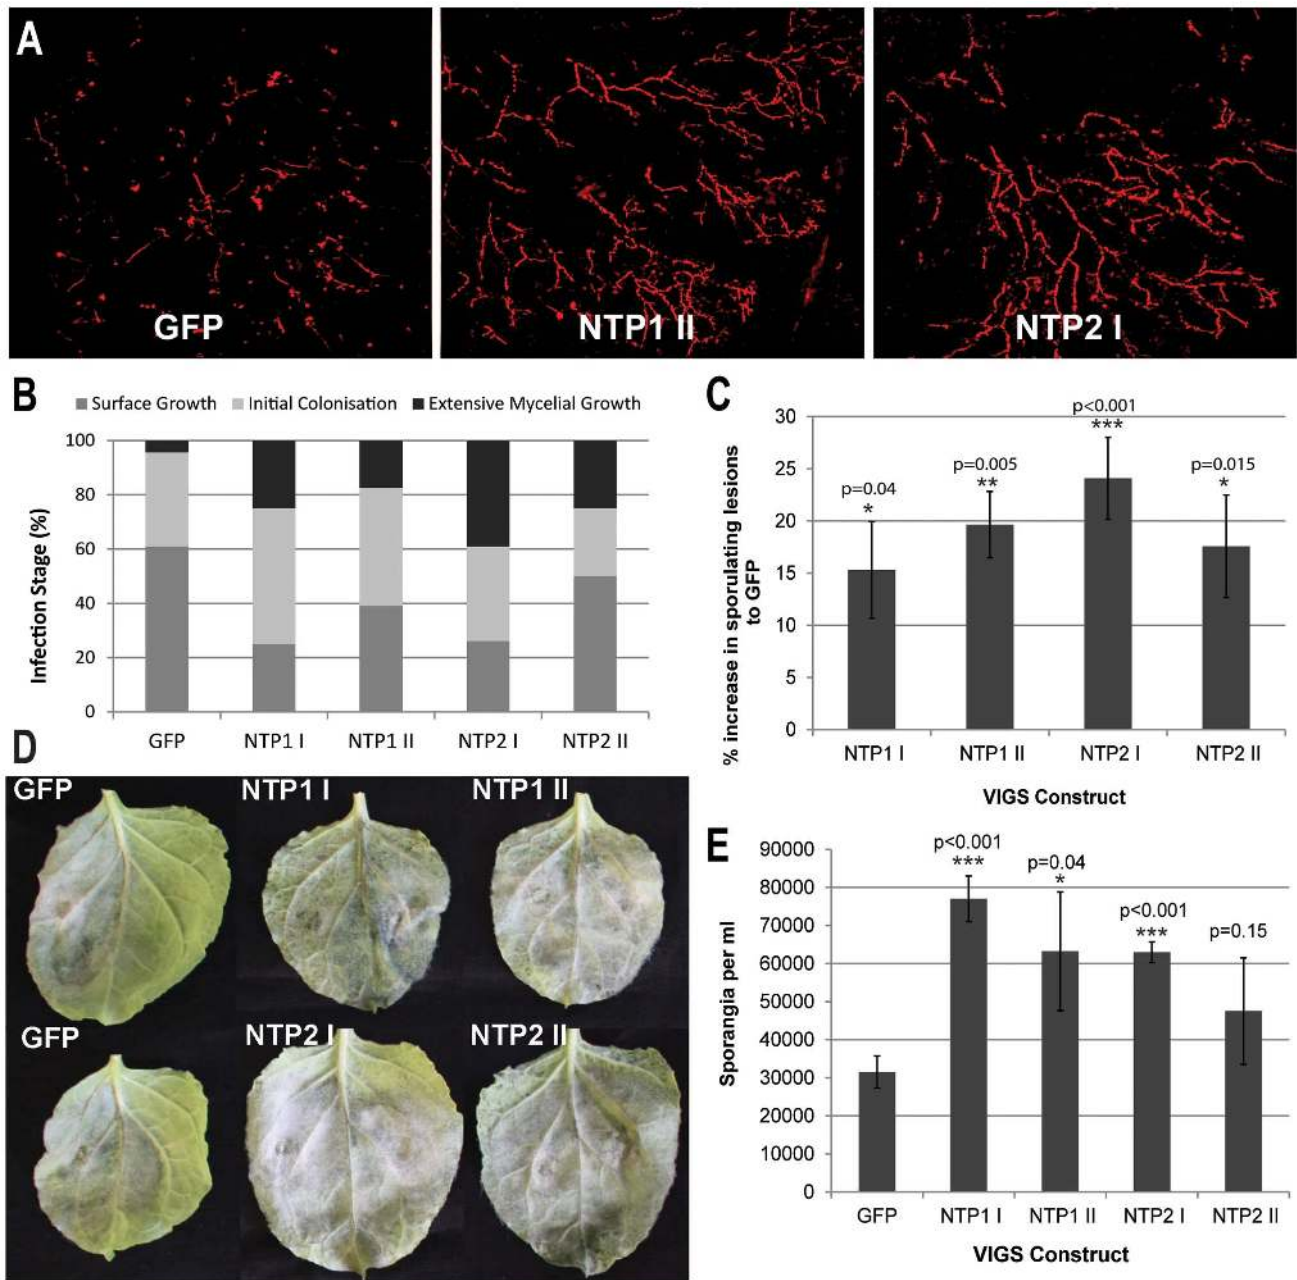 A
GFP
NTP1 II
NTP2 I
B
Surface Growth Initial Colonisation Extensive Mycelial Growth
Infection Stage (%)
100
80
60
40
20
0
GFP NTP1 I NTP1 II NTP2 I NTP2 II
C
% increase in sporulating lesions
to GFP
30
25
20
15
10
5
0
p=0.04
*
p=0.005
**
p<0.001
***
p=0.015
*
NTP1 I NTP1 II NTP2 I NTP2 II
VIGS Construct
D
GFP NTP1 I NTP1 II
GFP NTP2 I NTP2 II
E
Sporangia per ml
90000
80000
70000
60000
50000
40000
30000
20000
10000
0
p<0.001
***
p=0.04
*
p<0.001
***
p=0.15
GFP NTP1 I NTP1 II NTP2 I NTP2 II
VIGS Construct